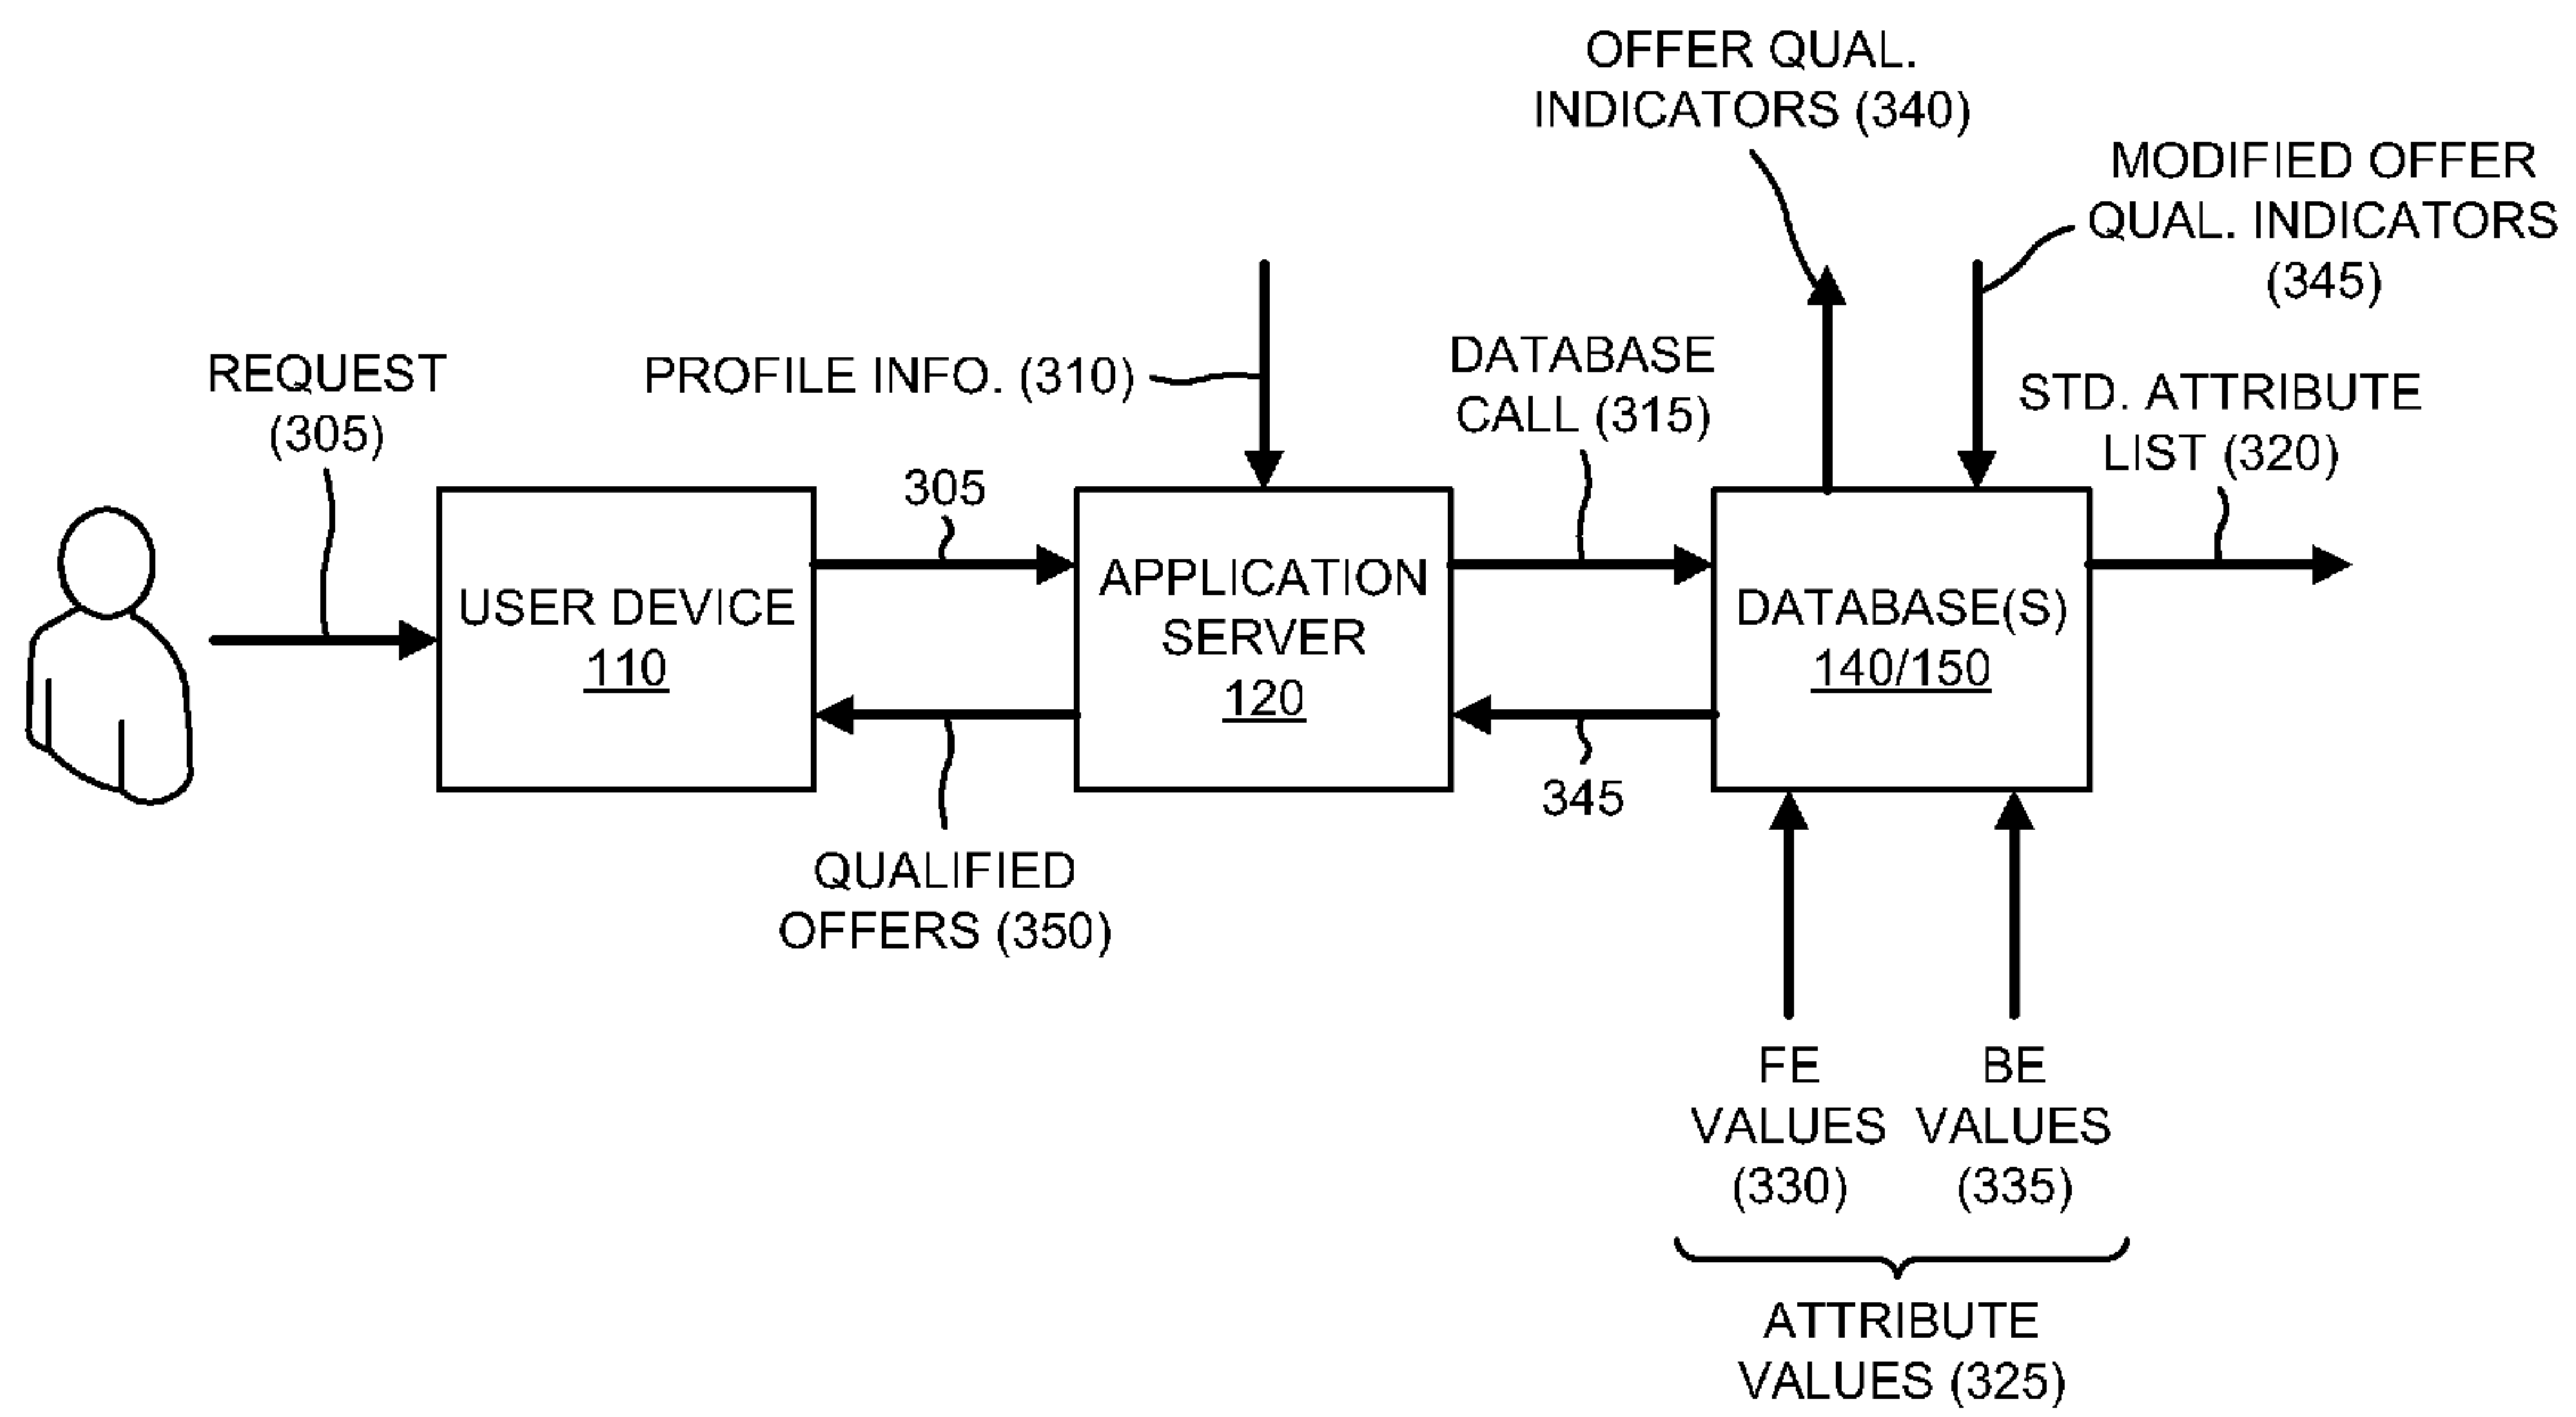 OFFER QUAL.
INDICATORS (340)
MODIFIED OFFER
QUAL. INDICATORS
(345)
REQUEST
(305)
PROFILE INFO. (310)
DATABASE
CALL (315)
STD. ATTRIBUTE
LIST (320)
305
USER DEVICE
110
APPLICATION
SERVER
120
DATABASE(S)
140/150
345
QUALIFIED
OFFERS (350)
FE
VALUES
(330)
BE
VALUES
(335)
ATTRIBUTE
VALUES (325)